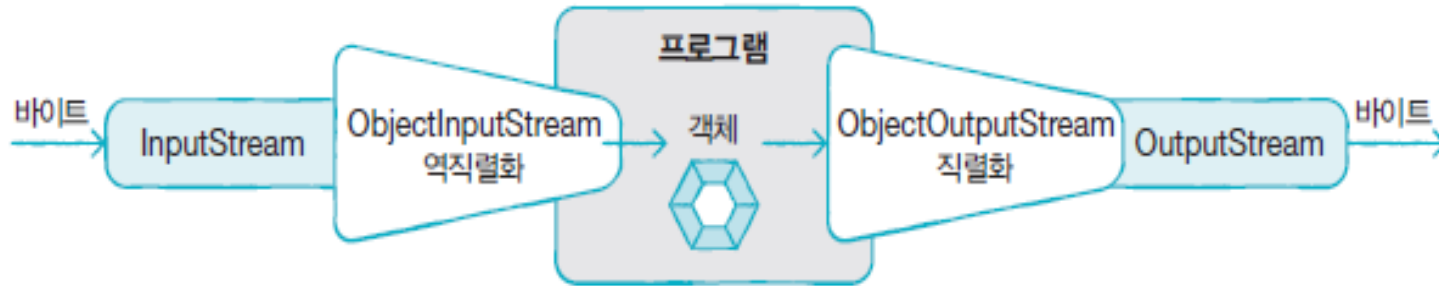 프로그램
바이트
InputStream
ObjectInputStream
역직렬화
객체
ObjectOutputStream
직렬화
OutputStream
바이트